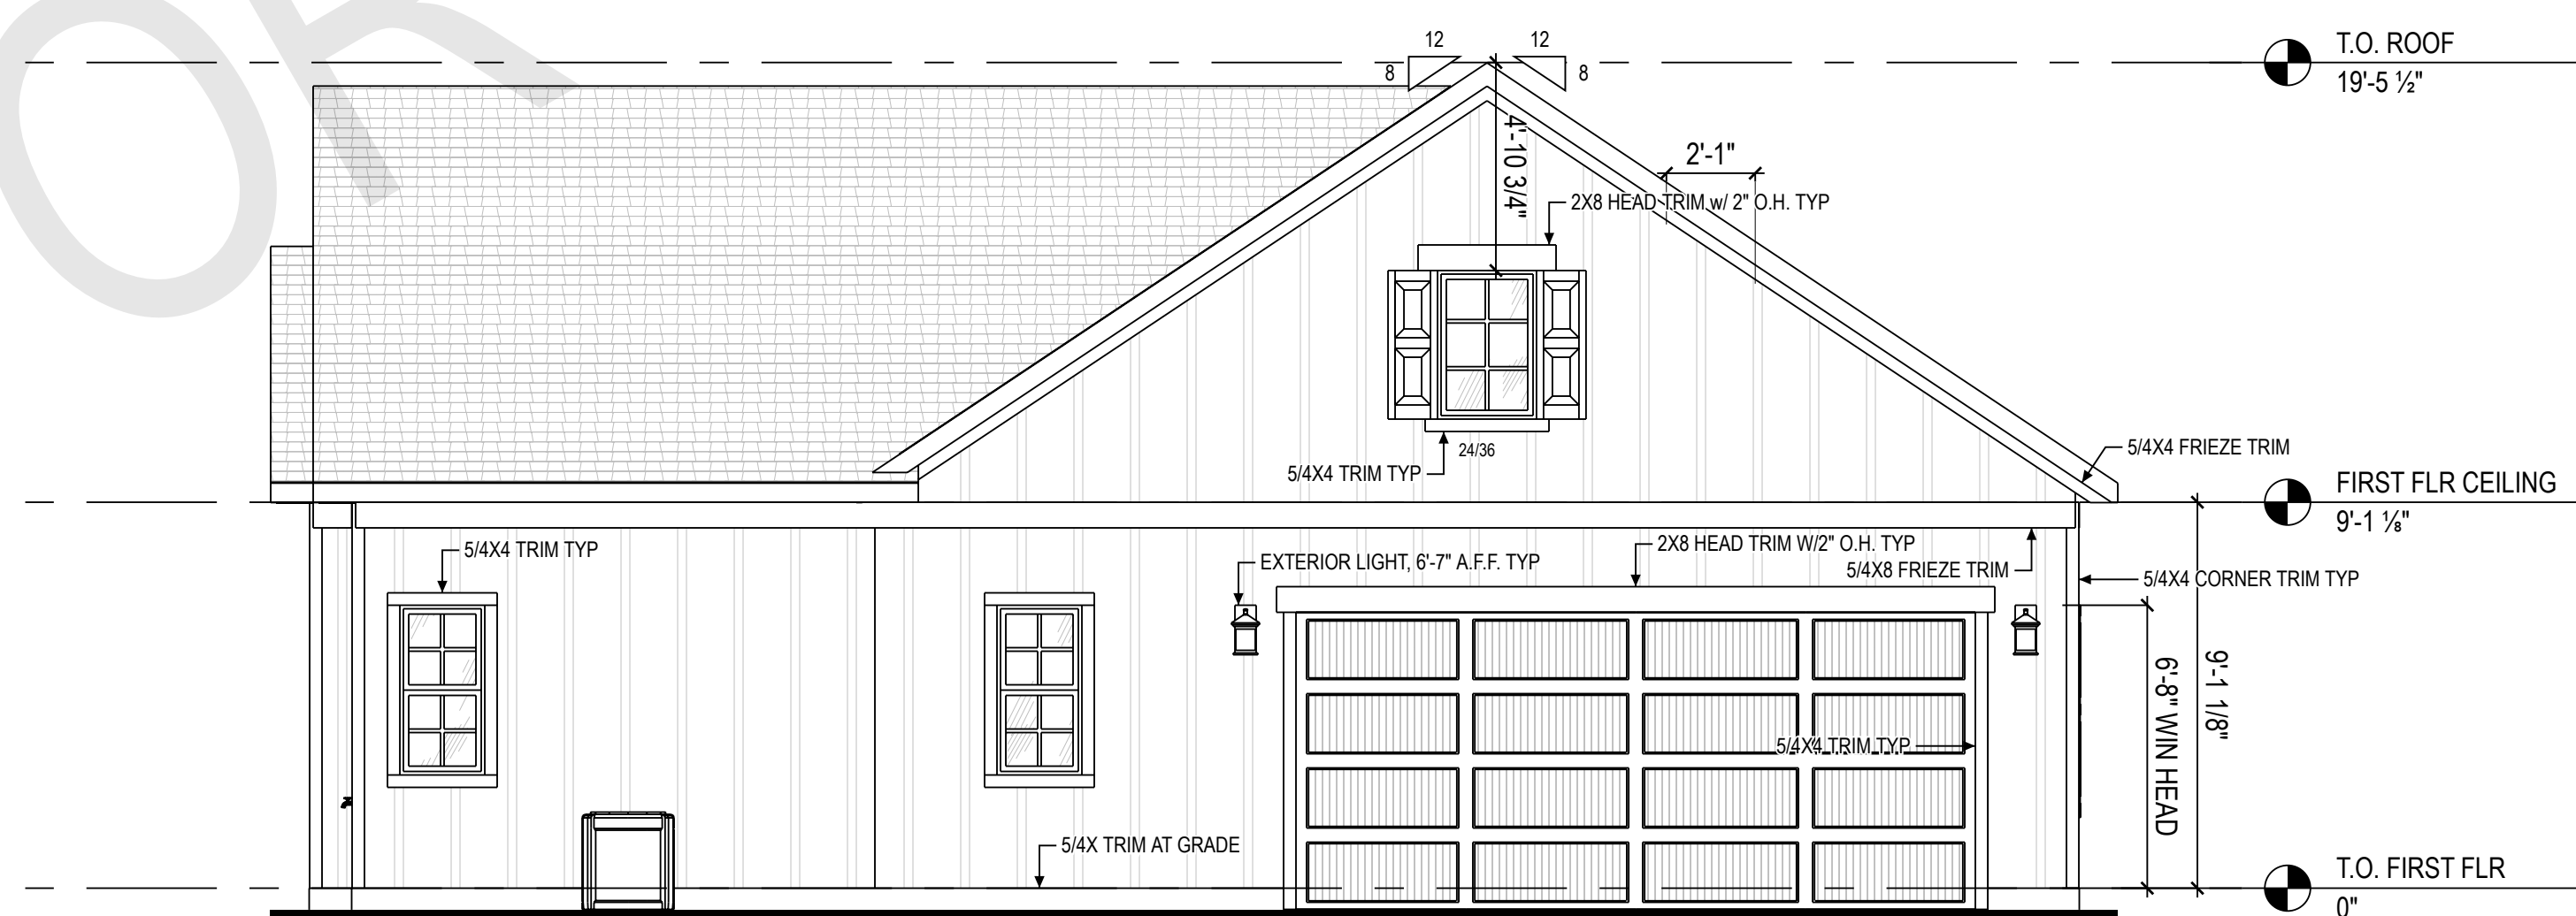 OR
12
12
8
8
T.O. ROOF
19'-5 ½"
4'-10 3/4"
2'-1"
2X8 HEAD TRIM w/ 2" O.H. TYP
24/36
5/4X4 TRIM TYP
5/4X4 FRIEZE TRIM
FIRST FLR CEILING
9'-1 ⅛"
5/4X4 TRIM TYP
EXTERIOR LIGHT, 6'-7" A.F.F. TYP
2X8 HEAD TRIM W/2" O.H. TYP
5/4X8 FRIEZE TRIM
5/4X4 CORNER TRIM TYP
6'-8" WIN HEAD
9'-1 1/8"
5/4X4 TRIM TYP
5/4X TRIM AT GRADE
T.O. FIRST FLR
0"